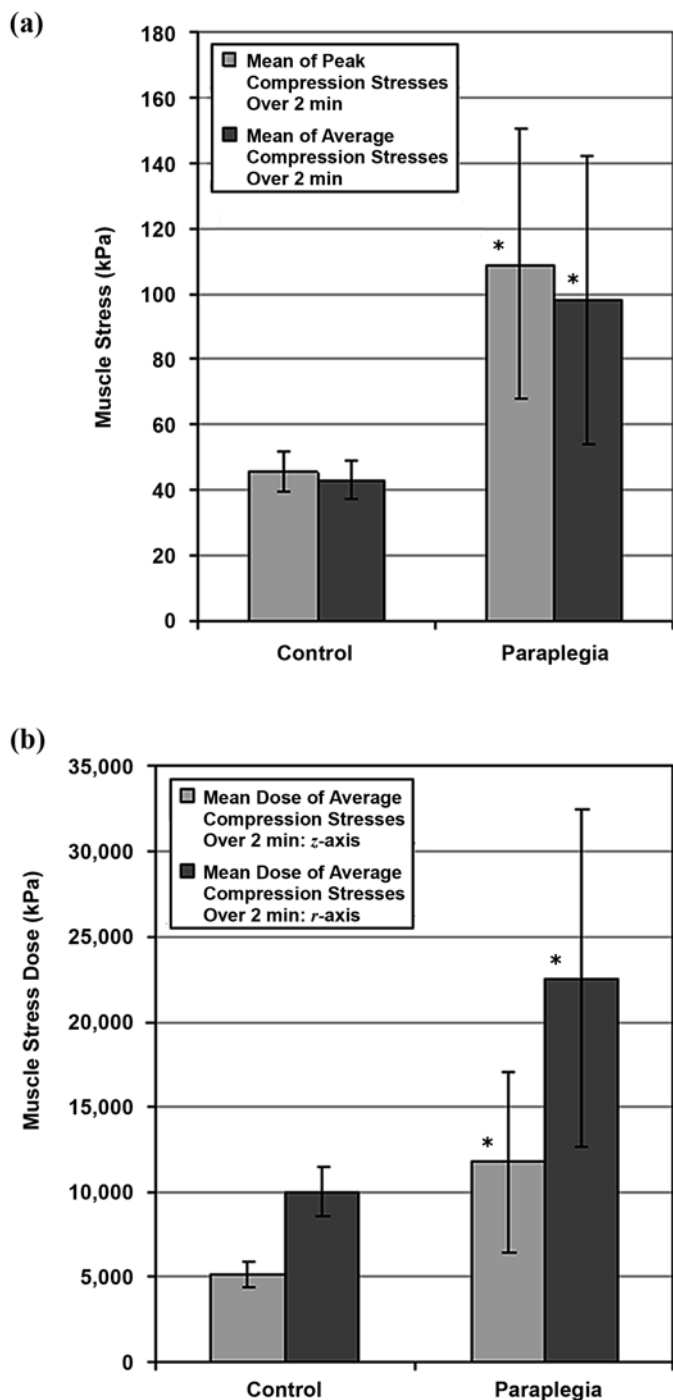 (a)
180
160
140
120
100
80
60
40
20
0
Muscle Stress (kPa)
Mean of Peak
Compression Stresses
Over 2 min
Mean of Average
Compression Stresses
Over 2 min
*
*
Control
Paraplegia
(b)
35,000
30,000
25,000
20,000
15,000
10,000
5,000
0
Muscle Stress Dose (kPa)
Mean Dose of Average
Compression Stresses
Over 2 min: z-axis
Mean Dose of Average
Compression Stresses
Over 2 min: r-axis
*
*
Control
Paraplegia